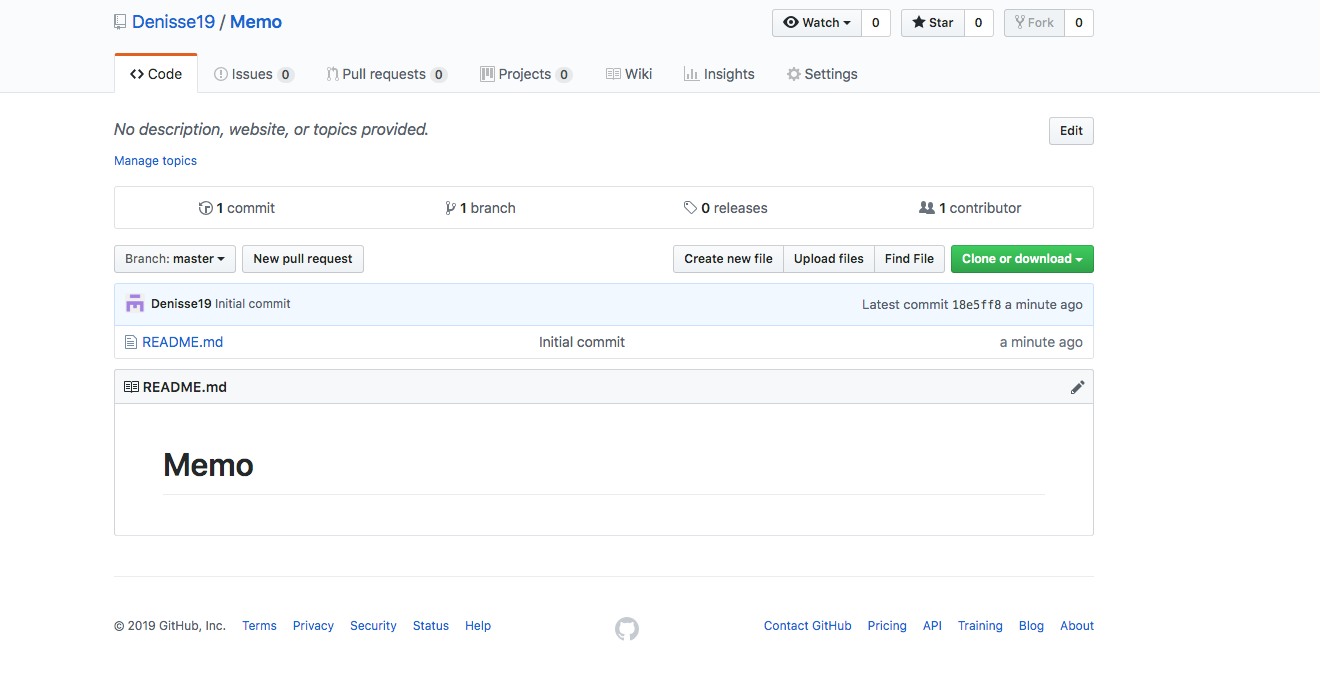 Denisse19 / Memo
Watch 0 Star 0 Fork 0
Code Issues 0 Pull requests 0 Projects 0 Wiki Insights Settings
No description, website, or topics provided.
Edit
Manage topics
1 commit 1 branch 0 releases 1 contributor
Branch: master New pull request Create new file Upload files Find File Clone or download
Denisse19 Initial commit Latest commit 18e5ff8 a minute ago
README.md Initial commit a minute ago
README.md
Memo
© 2019 GitHub, Inc. Terms Privacy Security Status Help Contact GitHub Pricing API Training Blog About